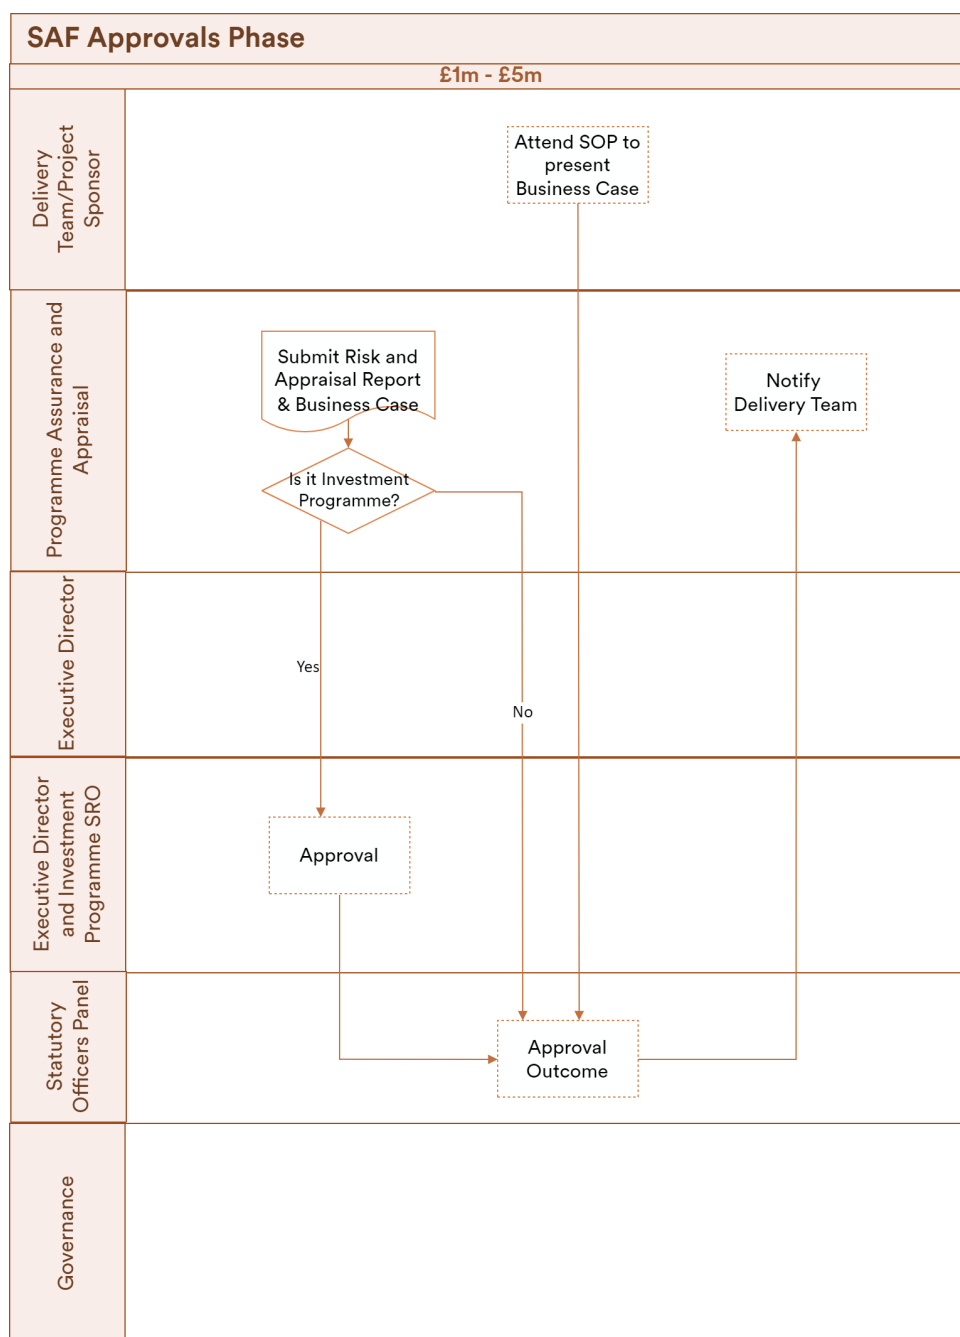 SAF Approvals Phase
£1m - £5m
Delivery
Team/Project
Sponsor
Attend SOP to
present
Business Case
Programme Assurance and
Appraisal
Submit Risk and
Appraisal Report
& Business Case
Notify
Delivery Team
Is it Investment
Programme?
Executive Director
Yes
No
Executive Director
and Investment
Programme SRO
Approval
Statutory
Officers Panel
Approval
Outcome
Governance